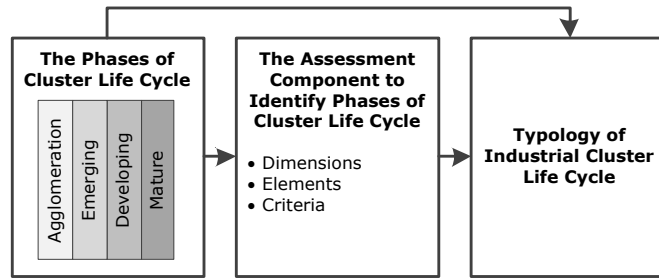 The Phases of
Cluster Life Cycle
Agglomeration
Emerging
Developing
Mature
The Assessment
Component to
Identify Phases of
Cluster Life Cycle
• Dimensions
• Elements
• Criteria
Typology of
Industrial Cluster
Life Cycle